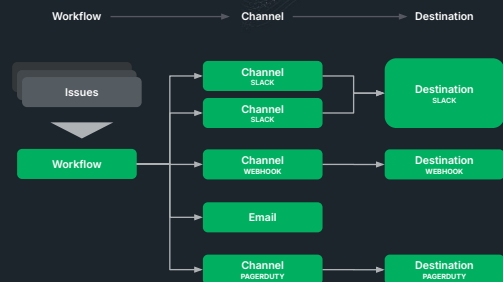 Workflow
Channel
Destination
Issues
Workflow
Channel
SLACK
Channel
SLACK
Destination
SLACK
Channel
WEBHOOK
Destination
WEBHOOK
Email
Channel
PAGERDUTY
Destination
PAGERDUTY